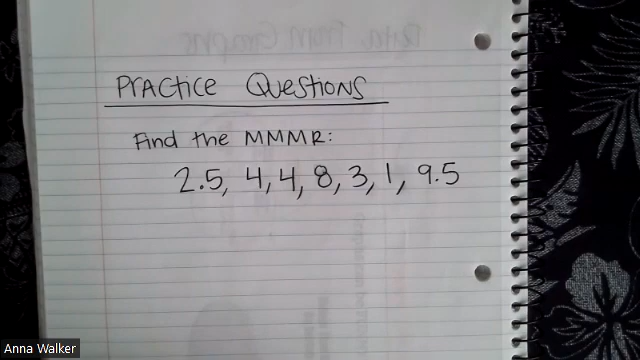 Practice Questions
Find the MMMR:
2.5, 4, 4, 8, 3, 1, 9.5
Anna Walker